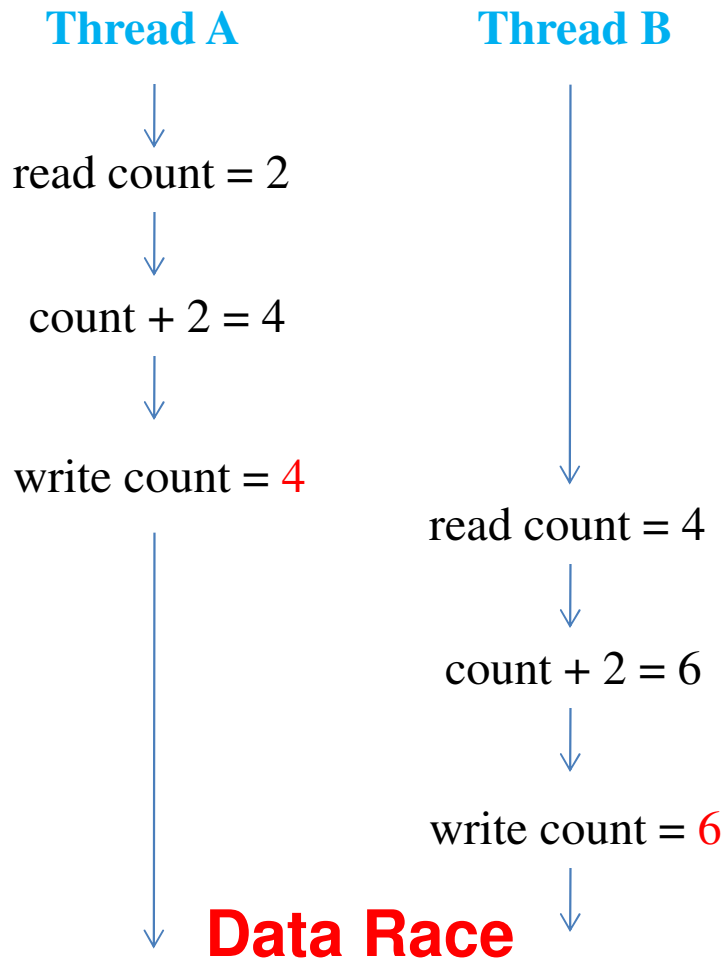 Thread A
Thread B
read count = 2
count + 2 = 4
write count = 4
read count = 4
count + 2 = 6
write count = 6
Data Race